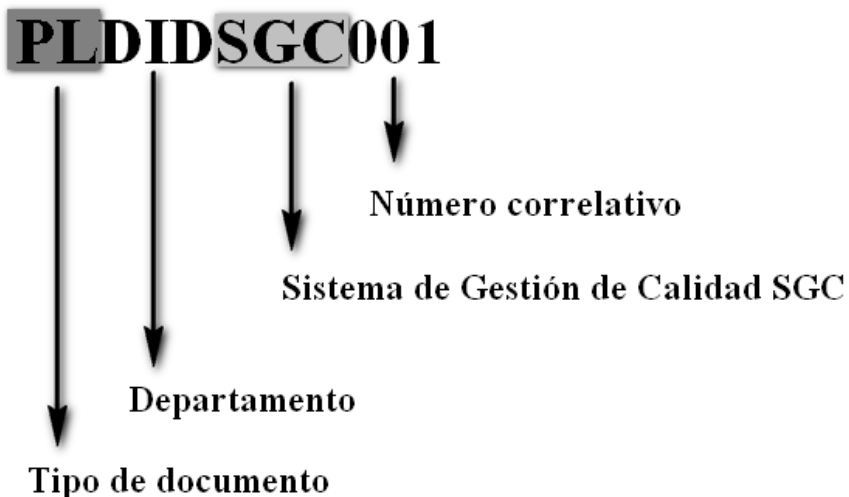 PLDIDSGC001
Número correlativo
Sistema de Gestión de Calidad SGC
Departamento
Tipo de documento